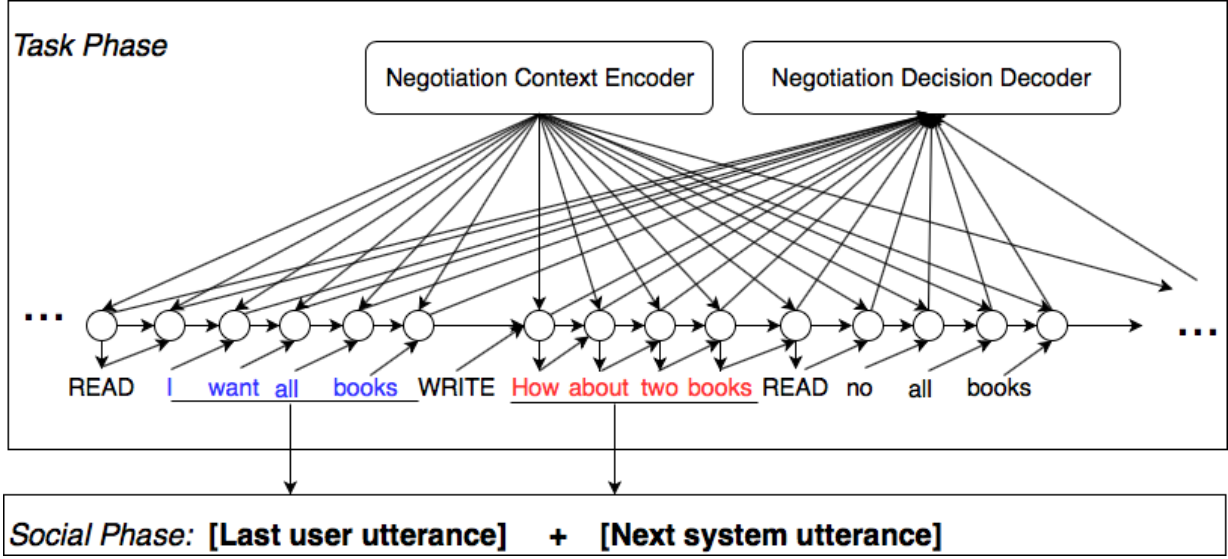 Task Phase
Negotiation Context Encoder
Negotiation Decision Decoder
... ...
READ I want all books WRITE How about two books READ no all books
Social Phase: [Last user utterance] + [Next system utterance]